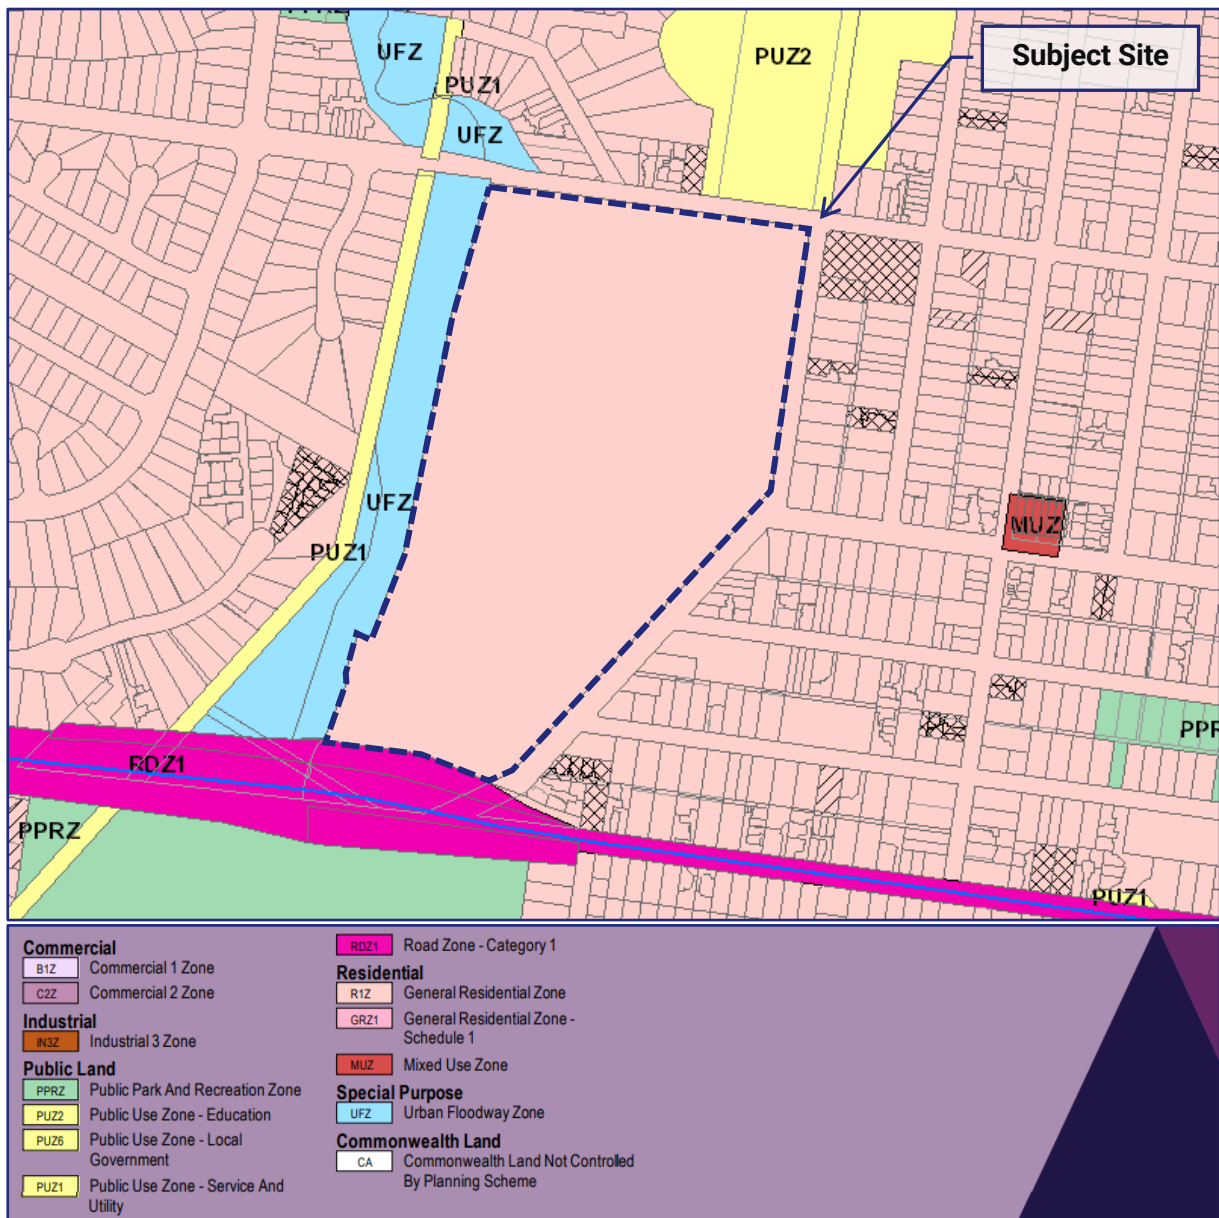 PPRZ
UFZ
PUZ1
UFZ
PUZ2
Subject Site
UFZ
PUZ1
MUZ
PPR
RDZ1
PPRZ
PUZ1
Commercial
B1Z Commercial 1 Zone
C2Z Commercial 2 Zone
Industrial
IN3Z Industrial 3 Zone
Public Land
PPRZ Public Park And Recreation Zone
PUZ2 Public Use Zone - Education
PUZ6 Public Use Zone - Local
Government
PUZ1 Public Use Zone - Service And
Utility
RDZ1 Road Zone - Category 1
Residential
R1Z General Residential Zone
GRZ1 General Residential Zone -
Schedule 1
MUZ Mixed Use Zone
Special Purpose
UFZ Urban Floodway Zone
Commonwealth Land
CA Commonwealth Land Not Controlled
By Planning Scheme